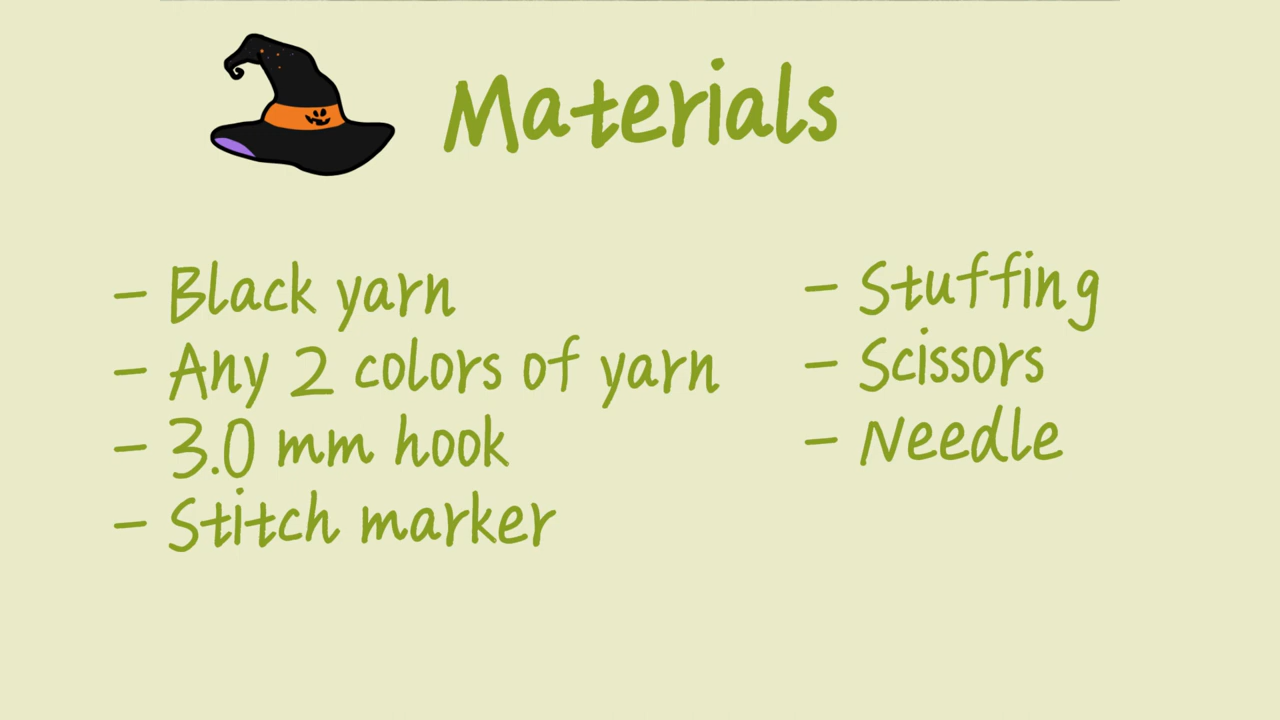 Materials
– Black yarn
– Any 2 colors of yarn
– 3.0 mm hook
– Stitch marker
– Stuffing
– Scissors
– Needle